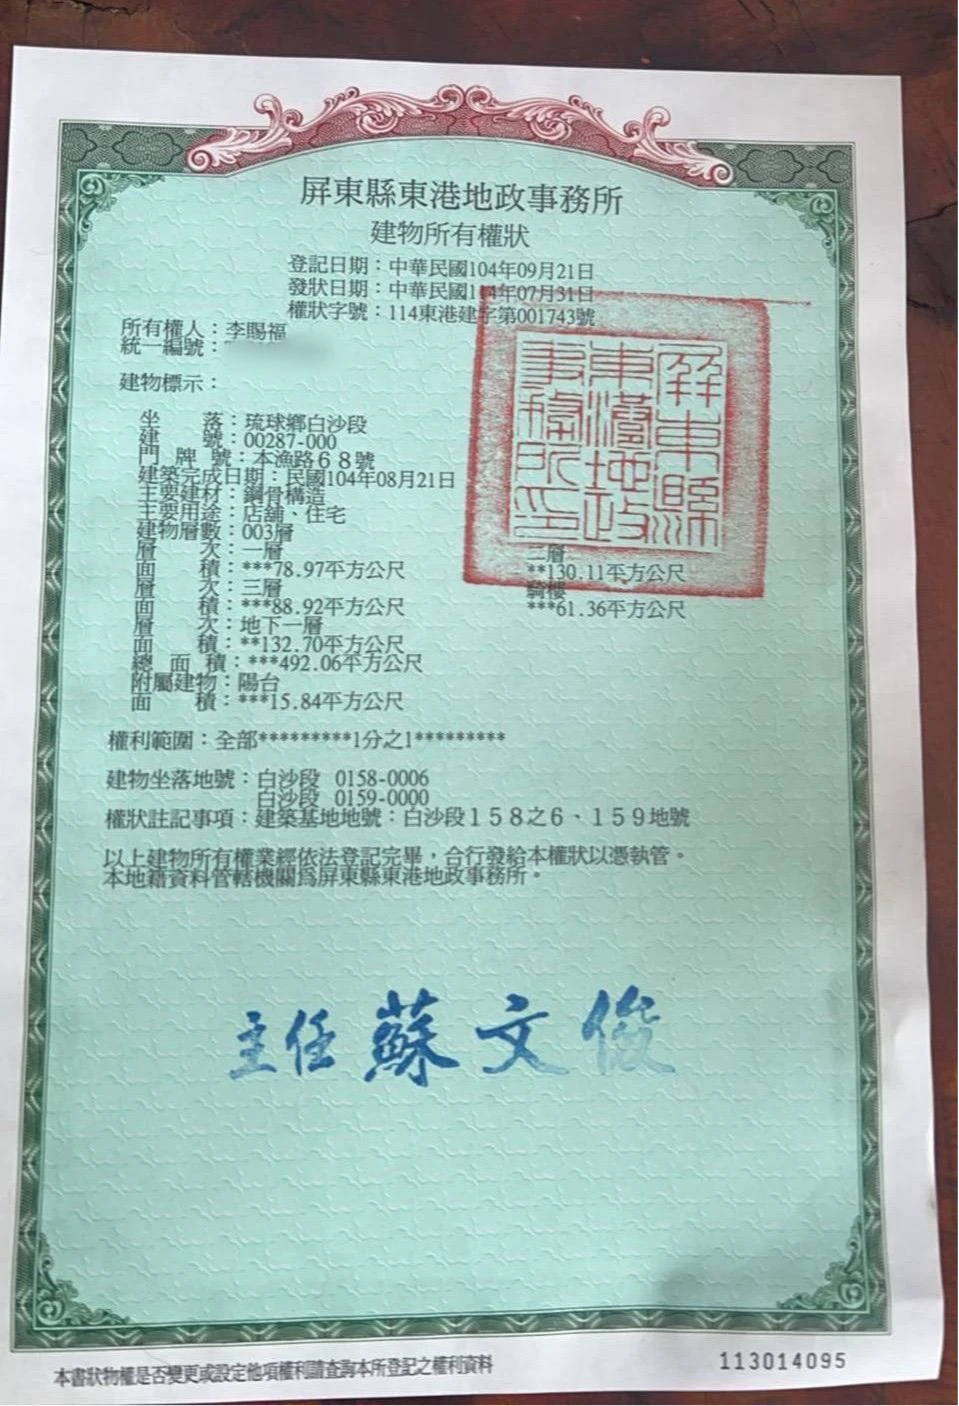 屏東縣東港地政事務所
建物所有權狀
登記日期：中華民國104年09月21日
發狀日期：中華民國114年07月31日
權狀字號：114東港建字第001743號
所有權人：李賜福
統一編號：
建物標示：
坐落：琉球鄉白沙段
建號：00287-000
門牌號：本漁路６８號
建築完成日期：民國104年08月21日
主要建材：鋼骨構造
主要用途：店舖、住宅
建物層數：003層
層次：一層 二層
面積：***78.97平方公尺 **130.11平方公尺
層次：三層 騎樓
面積：***88.92平方公尺 ***61.36平方公尺
層次：地下一層
面積：**132.70平方公尺
總面積：***492.06平方公尺
附屬建物：陽台
面積：***15.84平方公尺
權利範圍：全部*********1分之1*********
建物坐落地號：白沙段 0158-0006
白沙段 0159-0000
權狀註記事項：建築基地地號：白沙段１５８之６、１５９地號
以上建物所有權業經依法登記完畢，合行發給本權狀以憑執管。
本地籍資料管轄機關為屏東縣東港地政事務所。
屏東縣東港地政事務所印
主任 蘇文俊
本書狀物權是否變更或設定他項權利請查詢本所登記之權利資料
113014095